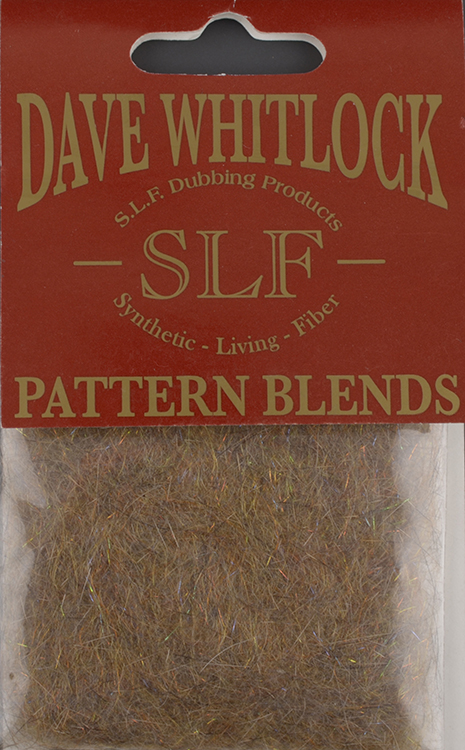 DAVE WHITLOCK
S.L.F. Dubbing Products
- SLF -
Synthetic - Living - Fiber
PATTERN BLENDS